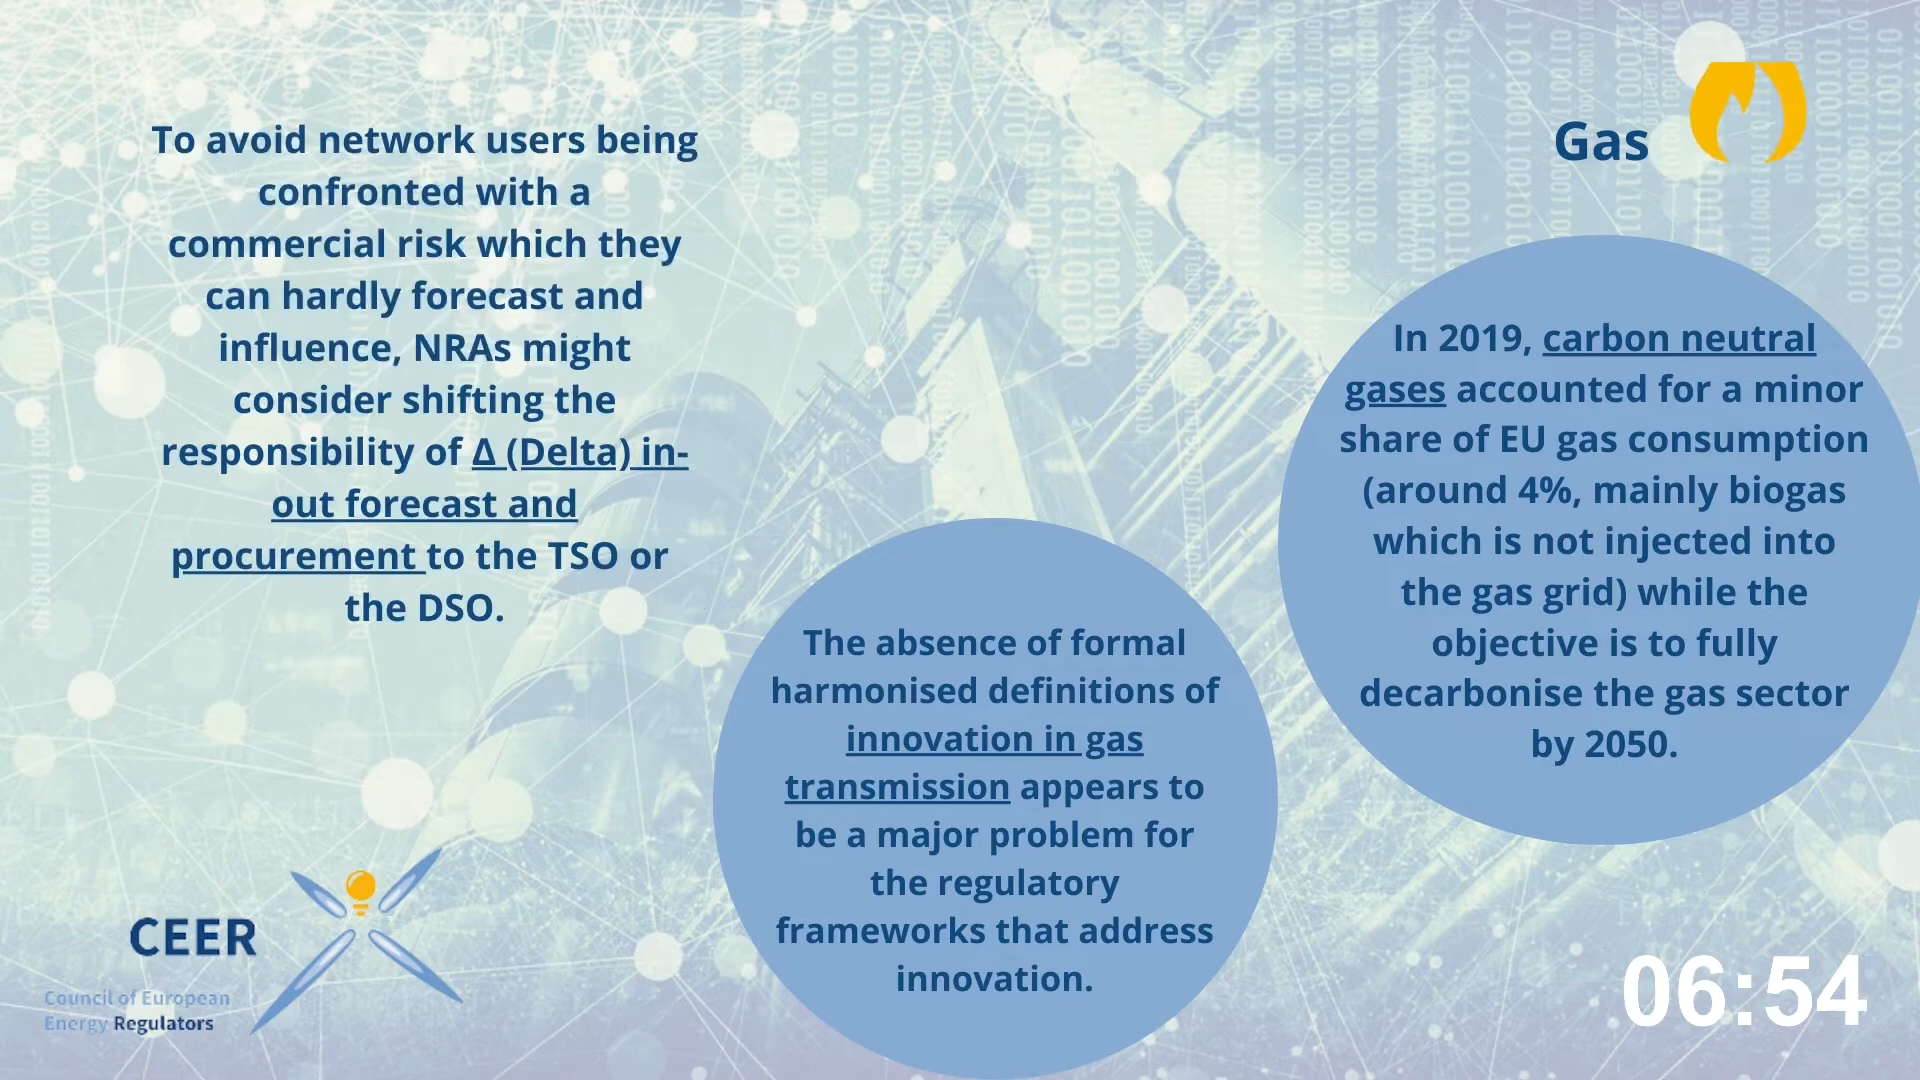 To avoid network users being
confronted with a
commercial risk which they
can hardly forecast and
influence, NRAs might
consider shifting the
responsibility of Δ (Delta) in-
out forecast and
procurement to the TSO or
the DSO.
Gas
In 2019, carbon neutral
gases accounted for a minor
share of EU gas consumption
(around 4%, mainly biogas
which is not injected into
the gas grid) while the
objective is to fully
decarbonise the gas sector
by 2050.
The absence of formal
harmonised definitions of
innovation in gas
transmission appears to
be a major problem for
the regulatory
frameworks that address
innovation.
CEER
Council of European
Energy Regulators
06:54